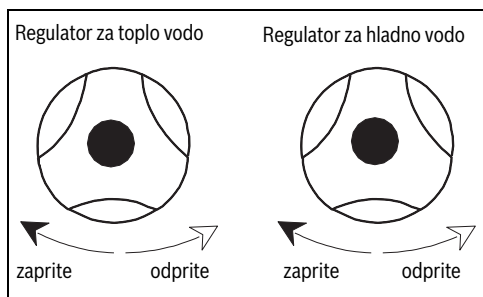 Regulator za toplo vodo
Regulator za hladno vodo
zaprite
odprite
zaprite
odprite